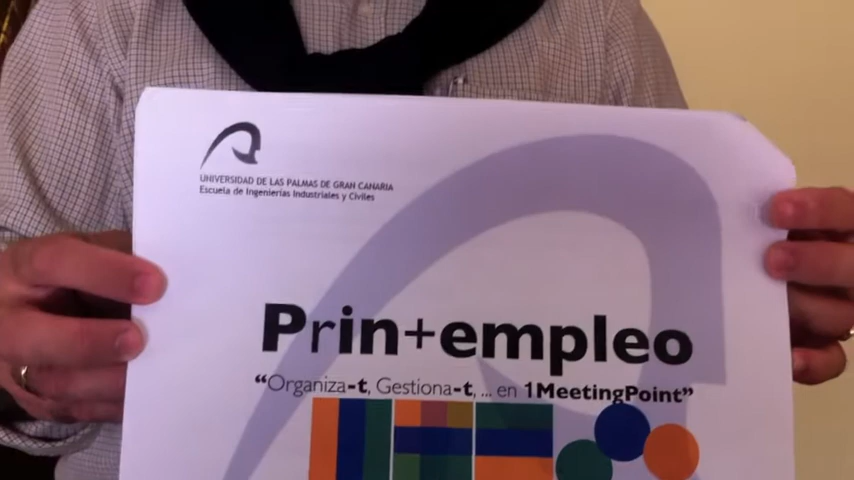 UNIVERSIDAD DE LAS PALMAS DE GRAN CANARIA
Escuela de Ingenierías Industriales y Civiles
Prin+empleo
“Organiza-t, Gestiona-t, ... en 1MeetingPoint”